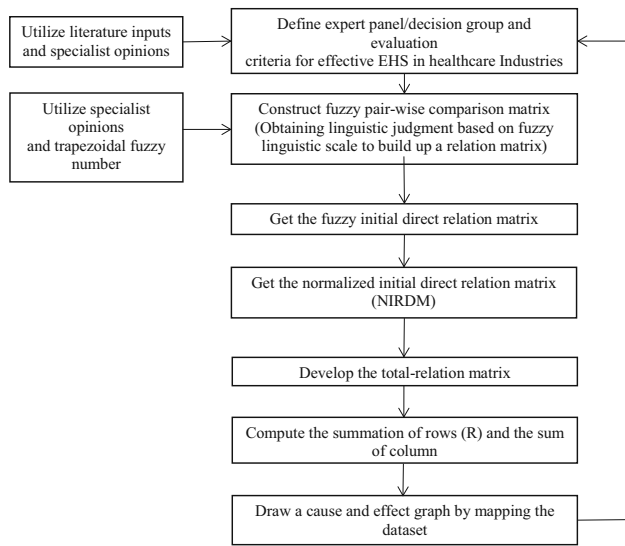 Utilize literature inputs
and specialist opinions
Define expert panel/decision group and
evaluation
criteria for effective EHS in healthcare Industries
Utilize specialist
opinions
and trapezoidal fuzzy
number
Construct fuzzy pair-wise comparison matrix
(Obtaining linguistic judgment based on fuzzy
linguistic scale to build up a relation matrix)
Get the fuzzy initial direct relation matrix
Get the normalized initial direct relation matrix
(NIRDM)
Develop the total-relation matrix
Compute the summation of rows (R) and the sum
of column
Draw a cause and effect graph by mapping the
dataset